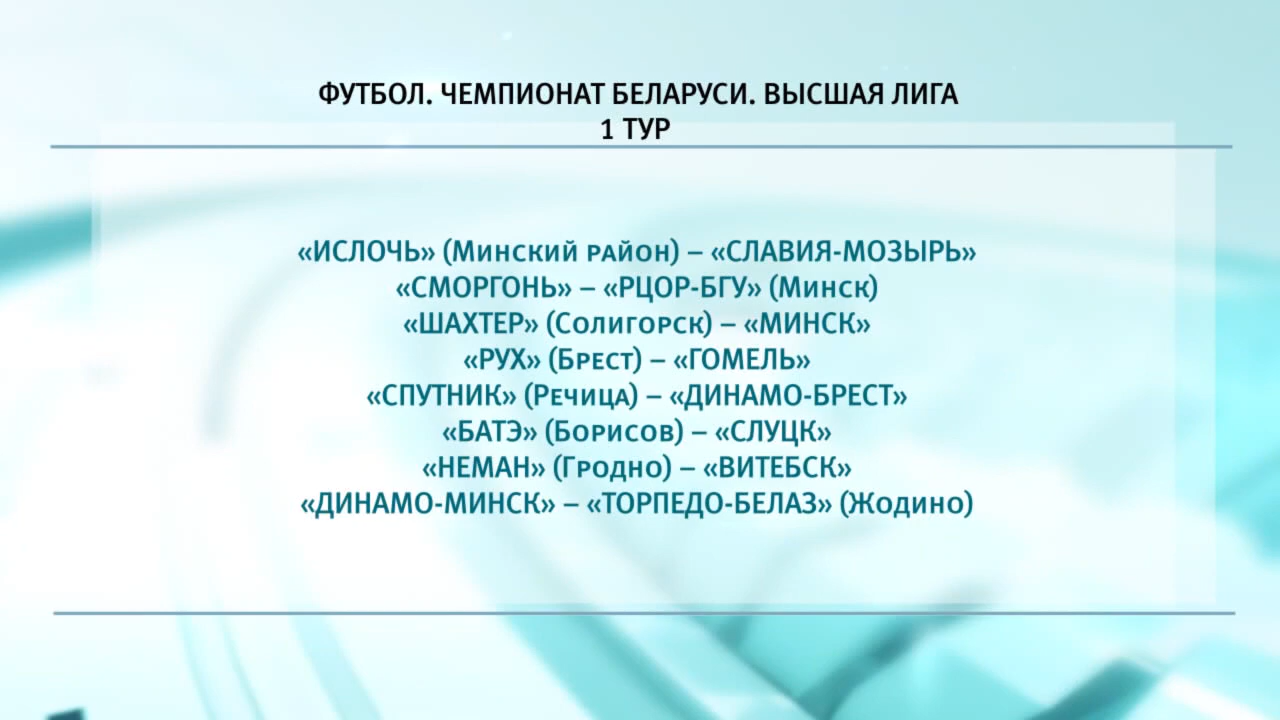 ФУТБОЛ. ЧЕМПИОНАТ БЕЛАРУСИ. ВЫСШАЯ ЛИГА
1 ТУР
«ИСЛОЧЬ» (Минский район) – «СЛАВИЯ-МОЗЫРЬ»
«СМОРГОНЬ» – «РЦОР-БГУ» (Минск)
«ШАХТЕР» (Солигорск) – «МИНСК»
«РУХ» (Брест) – «ГОМЕЛЬ»
«СПУТНИК» (Речица) – «ДИНАМО-БРЕСТ»
«БАТЭ» (Борисов) – «СЛУЦК»
«НЕМАН» (Гродно) – «ВИТЕБСК»
«ДИНАМО-МИНСК» – «ТОРПЕДО-БЕЛАЗ» (Жодино)